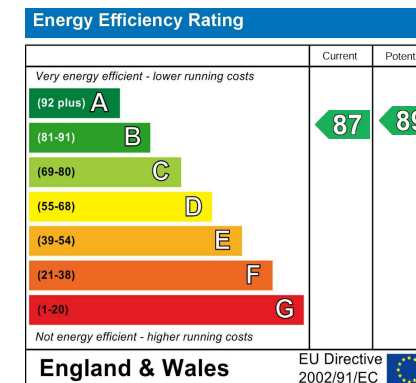 Energy Efficiency Rating
Current Potent
Very energy efficient - lower running costs
(92 plus) A
(81-91) B
87 89
(69-80) C
(55-68) D
(39-54) E
(21-38) F
(1-20) G
Not energy efficient - higher running costs
England & Wales
EU Directive
2002/91/EC